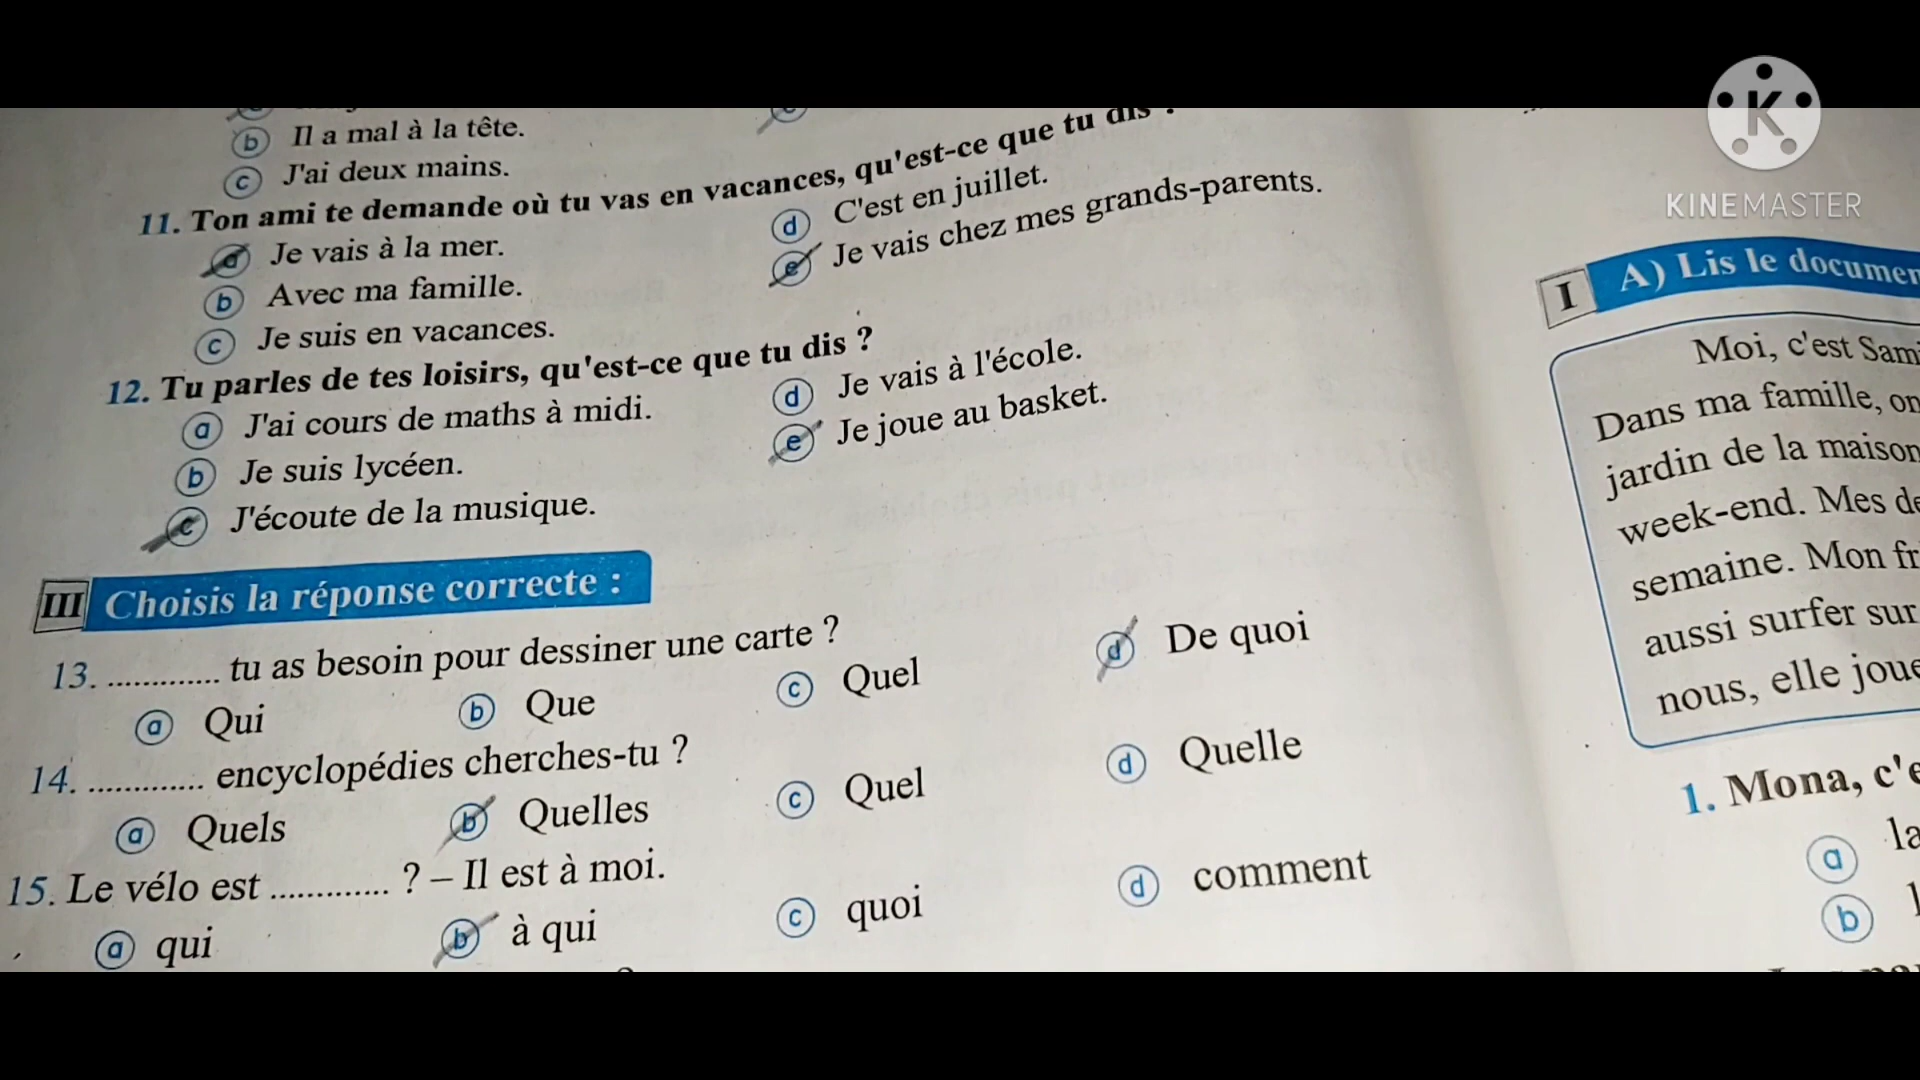 b Il a mal à la tête.
c J'ai deux mains.
11. Ton ami te demande où tu vas en vacances, qu'est-ce que tu dis ?
a Je vais à la mer.
b Avec ma famille.
c Je suis en vacances.
d C'est en juillet.
e Je vais chez mes grands-parents.
12. Tu parles de tes loisirs, qu'est-ce que tu dis ?
a J'ai cours de maths à midi.
b Je suis lycéen.
c J'écoute de la musique.
d Je vais à l'école.
e Je joue au basket.
III Choisis la réponse correcte :
13. ............ tu as besoin pour dessiner une carte ?
a Qui b Que c Quel d De quoi
14. ............ encyclopédies cherches-tu ?
a Quels b Quelles c Quel d Quelle
15. Le vélo est ............ ? – Il est à moi.
a qui b à qui c quoi d comment
K
KINEMASTER
I A) Lis le documen
Moi, c'est Sami
Dans ma famille, on
jardin de la maison
week-end. Mes de
semaine. Mon fr
aussi surfer sur
nous, elle joue
1. Mona, c'e
a la
b l